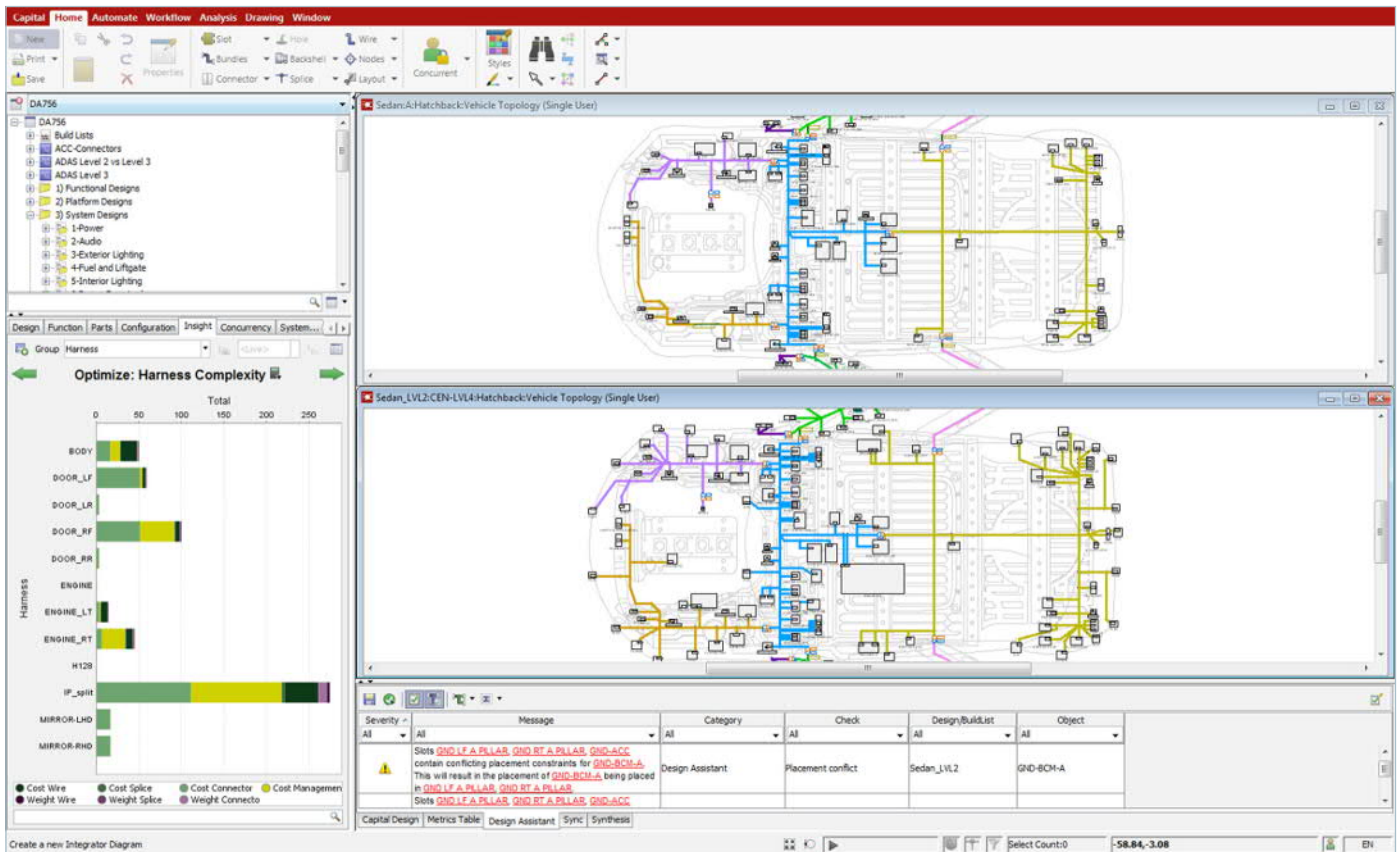 Capital Home Automate Workflow Analysis Drawing Window
New Slot Hole Wire
Print Properties Bundles Backshell Nodes Concurrent Styles
Save Connector Splice Layout
DA756
DA756
Build Lists
ACC-Connectors
ADAS Level 2 vs Level 3
ADAS Level 3
1) Functional Designs
2) Platform Designs
3) System Designs
1-Power
2-Audio
3-Exterior Lighting
4-Fuel and Liftgate
5-Interior Lighting
Design Function Parts Configuration Insight Concurrency System...
Group Harness <Live>
Optimize: Harness Complexity
Total
0 50 100 150 200 250
Harness
BODY
DOOR_LF
DOOR_LR
DOOR_RF
DOOR_RR
ENGINE
ENGINE_LT
ENGINE_RT
H128
IP_split
MIRROR-LHD
MIRROR-RHD
Cost Wire Cost Splice Cost Connector Cost Managemen
Weight Wire Weight Splice Weight Connecto
Sedan:A:Hatchback:Vehicle Topology (Single User)
Sedan_LVL2:CEN-LVL4:Hatchback:Vehicle Topology (Single User)
Severity Message Category Check Design/BuildList Object
All All All All All All
Slots GND LF A PILLAR, GND RT A PILLAR, GND-ACC
contain conflicting placement constraints for GND-BCM-A.
This will result in the placement of GND-BCM-A being placed
in GND LF A PILLAR, GND RT A PILLAR.
Design Assistant Placement conflict Sedan_LVL2 GND-BCM-A
Slots GND LF A PILLAR, GND RT A PILLAR, GND-ACC
Capital Design Metrics Table Design Assistant Sync Synthesis
Create a new Integrator Diagram Select Count:0 -58.84,-3.08 EN